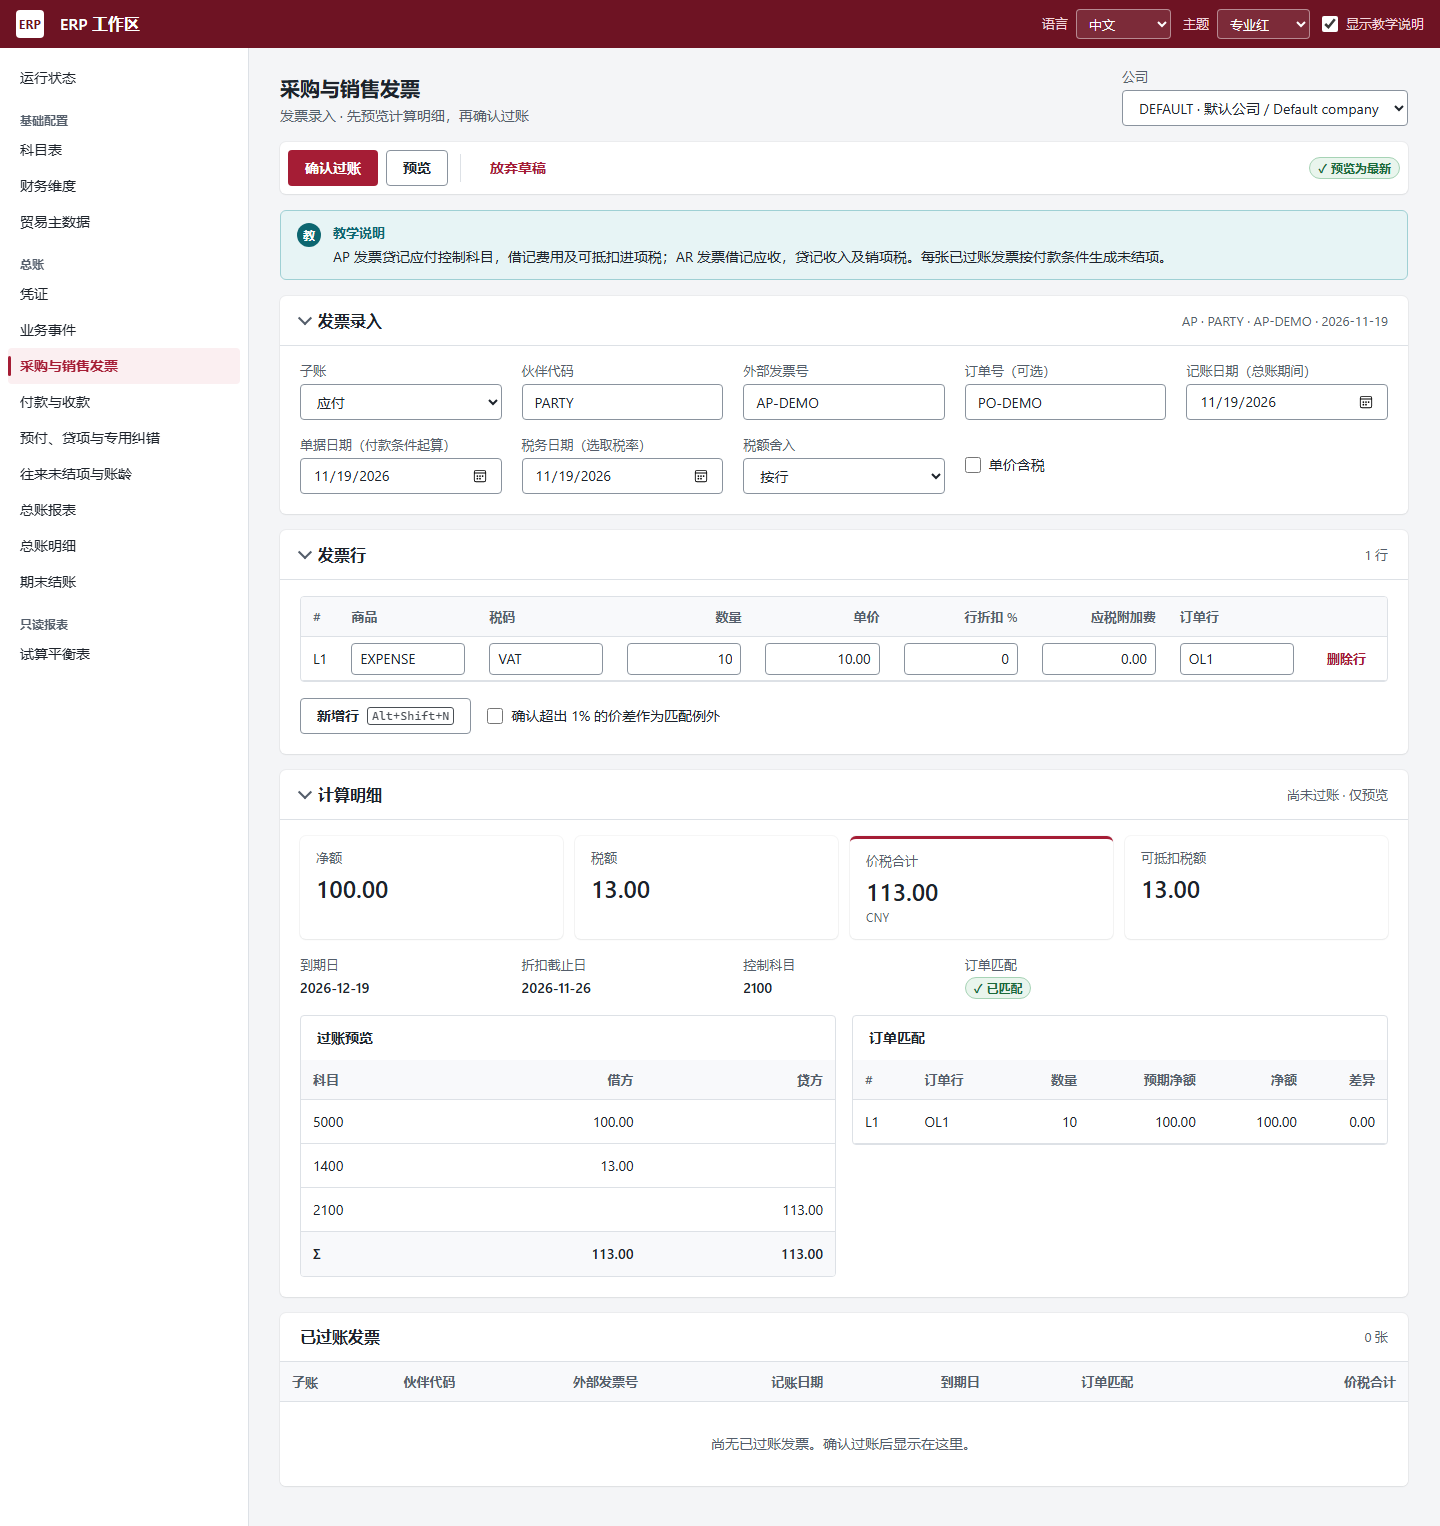 ERP ERP 工作区 语言 中文 主题 专业红 显示教学说明
运行状态
基础配置
科目表
财务维度
贸易主数据
总账
凭证
业务事件
采购与销售发票
付款与收款
预付、贷项与专用纠错
往来未结项与账龄
总账报表
总账明细
期末结账
只读报表
试算平衡表
采购与销售发票
发票录入 · 先预览计算明细，再确认过账
公司
DEFAULT · 默认公司 / Default company
确认过账 预览 放弃草稿 ✓ 预览为最新
教 教学说明
AP 发票贷记应付控制科目，借记费用及可抵扣进项税；AR 发票借记应收，贷记收入及销项税。每张已过账发票按付款条件生成未结项。
发票录入 AP · PARTY · AP-DEMO · 2026-11-19
子账 伙伴代码 外部发票号 订单号（可选） 记账日期（总账期间）
应付 PARTY AP-DEMO PO-DEMO 11/19/2026
单据日期（付款条件起算） 税务日期（选取税率） 税额舍入
11/19/2026 11/19/2026 按行 单价含税
发票行 1 行
# 商品 税码 数量 单价 行折扣 % 应税附加费 订单行
L1 EXPENSE VAT 10 10.00 0 0.00 OL1 删除行
新增行 Alt+Shift+N 确认超出 1% 的价差作为匹配例外
计算明细 尚未过账 · 仅预览
净额 税额 价税合计 可抵扣税额
100.00 13.00 113.00 13.00
CNY
到期日 折扣截止日 控制科目 订单匹配
2026-12-19 2026-11-26 2100 ✓ 已匹配
过账预览
科目 借方 贷方
5000 100.00
1400 13.00
2100 113.00
Σ 113.00 113.00
订单匹配
# 订单行 数量 预期净额 净额 差异
L1 OL1 10 100.00 100.00 0.00
已过账发票 0 张
子账 伙伴代码 外部发票号 记账日期 到期日 订单匹配 价税合计
尚无已过账发票。确认过账后显示在这里。